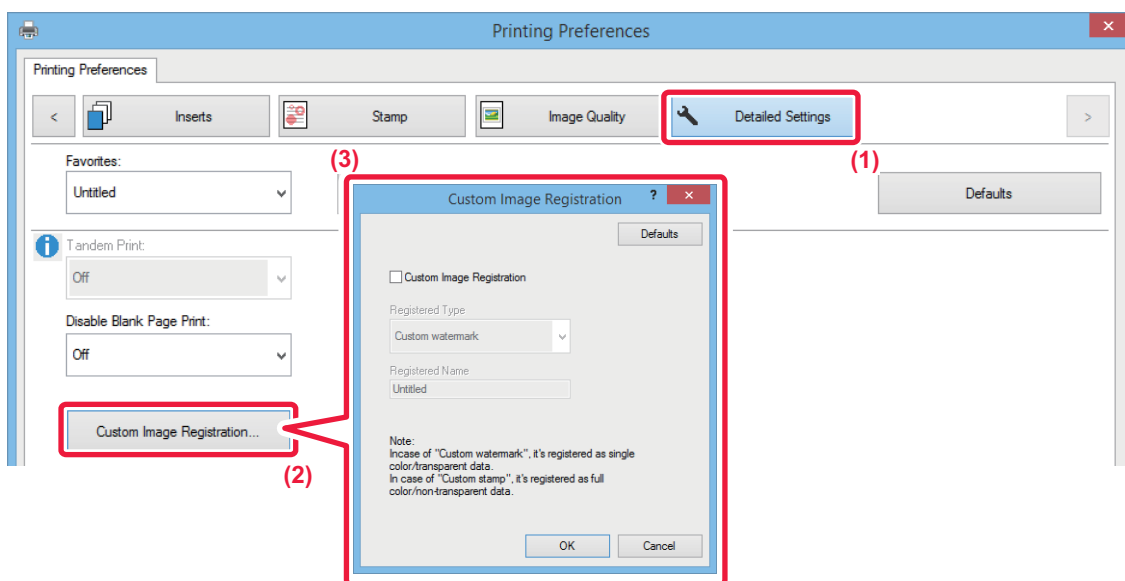 Printing Preferences
Printing Preferences
<
Inserts
Stamp
Image Quality
Detailed Settings
>
(1)
Favorites:
Untitled
Defaults
Tandem Print:
Off
Disable Blank Page Print:
Off
Custom Image Registration...
(2)
(3)
Custom Image Registration
?
Defaults
Custom Image Registration
Registered Type
Custom watermark
Registered Name
Untitled
Note:
Incase of "Custom watermark", it's registered as single
color/transparent data.
In case of "Custom stamp", it's registered as full
color/non-transparent data.
OK
Cancel